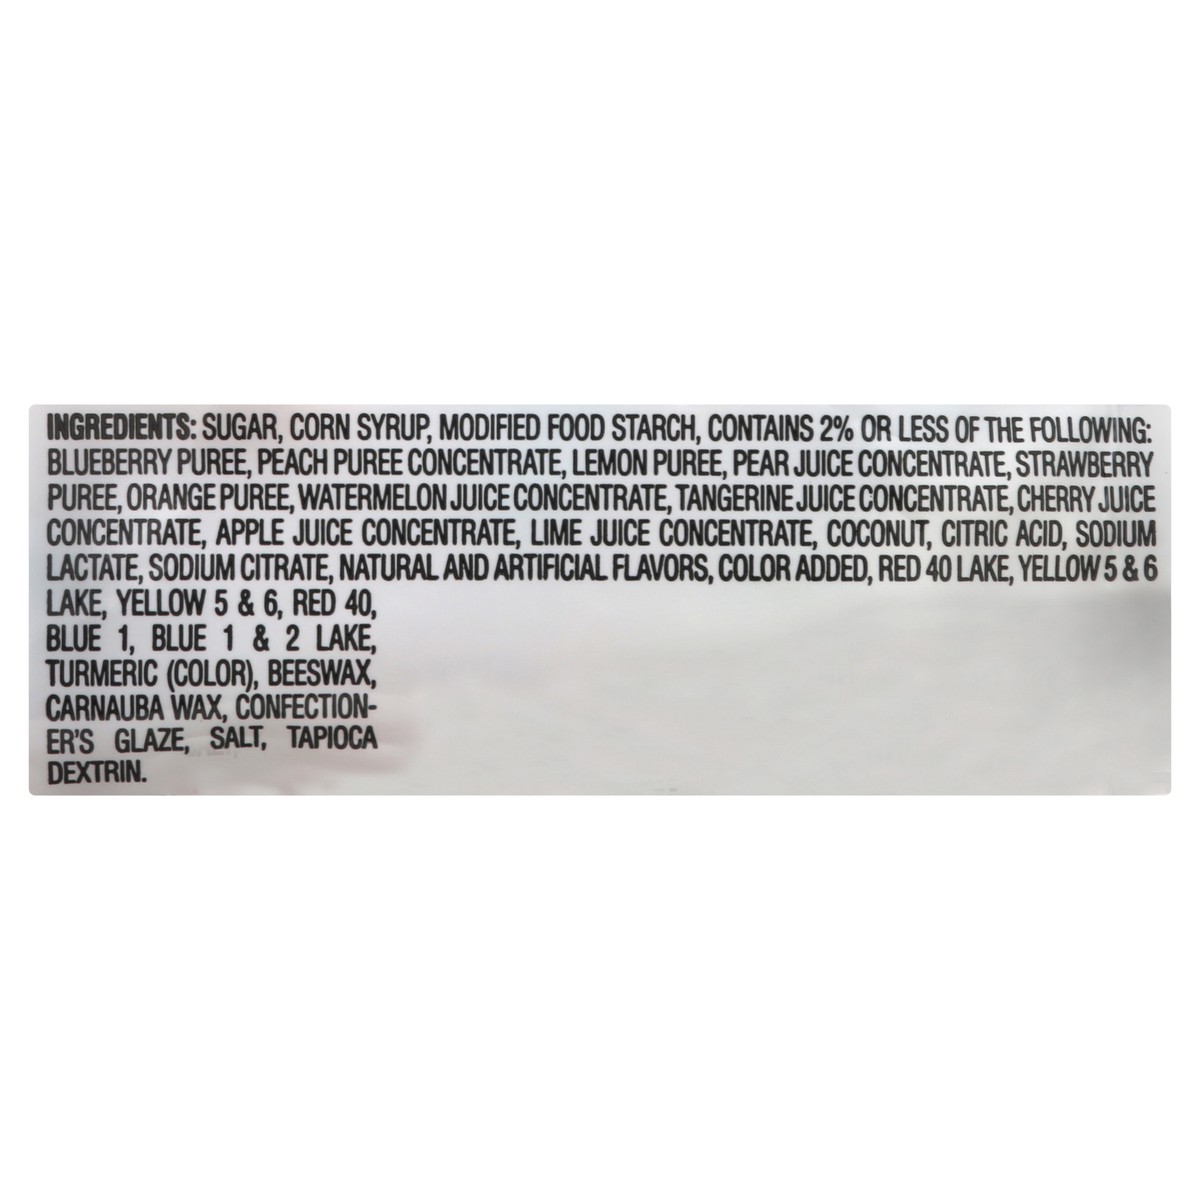 INGREDIENTS: SUGAR, CORN SYRUP, MODIFIED FOOD STARCH, CONTAINS 2% OR LESS OF THE FOLLOWING:
BLUEBERRY PUREE, PEACH PUREE CONCENTRATE, LEMON PUREE, PEAR JUICE CONCENTRATE, STRAWBERRY
PUREE, ORANGE PUREE, WATERMELON JUICE CONCENTRATE, TANGERINE JUICE CONCENTRATE, CHERRY JUICE
CONCENTRATE, APPLE JUICE CONCENTRATE, LIME JUICE CONCENTRATE, COCONUT, CITRIC ACID, SODIUM
LACTATE, SODIUM CITRATE, NATURAL AND ARTIFICIAL FLAVORS, COLOR ADDED, RED 40 LAKE, YELLOW 5 & 6
LAKE, YELLOW 5 & 6, RED 40,
BLUE 1, BLUE 1 & 2 LAKE,
TURMERIC (COLOR), BEESWAX,
CARNAUBA WAX, CONFECTION-
ER'S GLAZE, SALT, TAPIOCA
DEXTRIN.